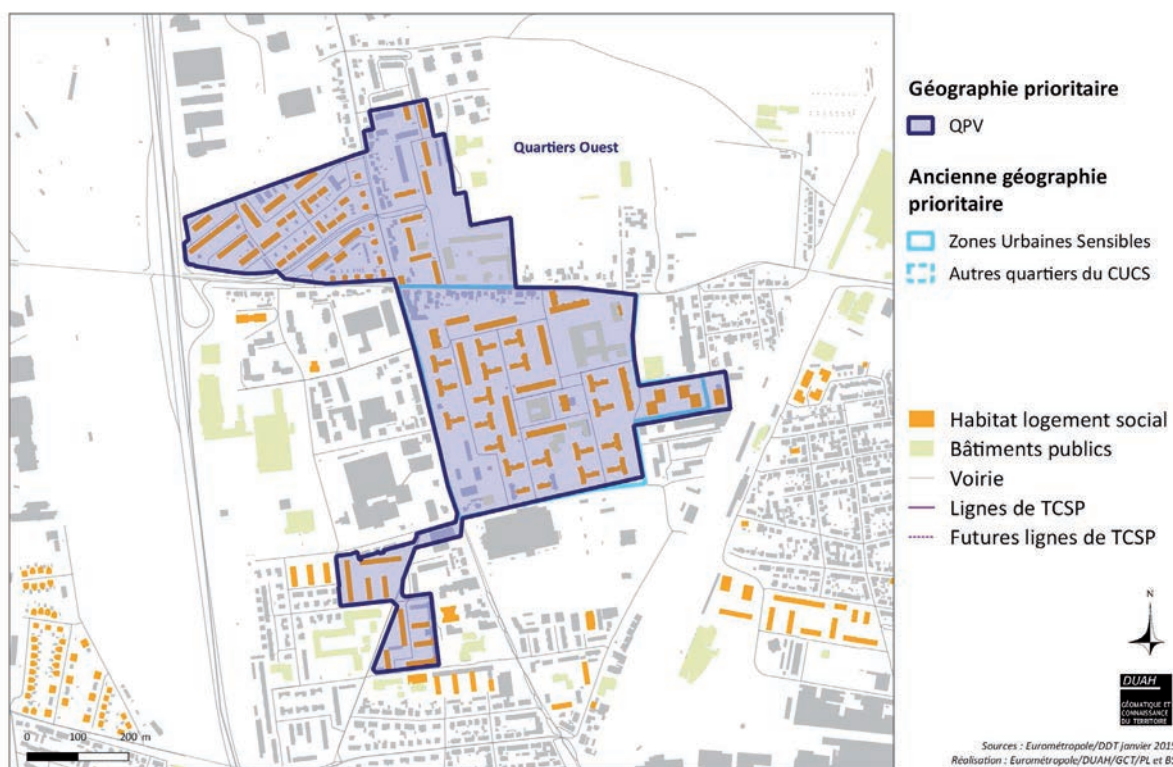 Quartiers Ouest
0 100 200 m
Géographie prioritaire
QPV
Ancienne géographie
prioritaire
Zones Urbaines Sensibles
Autres quartiers du CUCS
Habitat logement social
Bâtiments publics
Voirie
Lignes de TCSP
Futures lignes de TCSP
N
DUAH
GÉOMATIQUE ET
CONNAISSANCE
DU TERRITOIRE
Sources : Eurométropole/DDT janvier
Réalisation : Eurométropole/DUAH/GCT/PL et